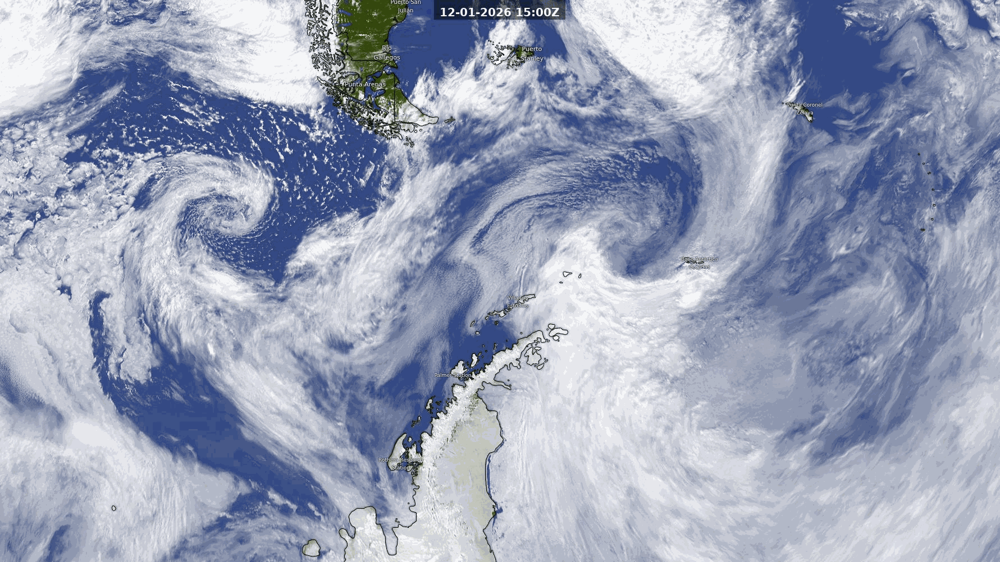 Puerto San
Julián
12-01-2026 15:00Z
Río
Gallegos
Puerto
Stanley
Punta Arenas
Punta Coronel
Zelaya
Base Antártica
Orcadas
Villa Las
Estrellas
Palmer Station
Rothera Research
Station